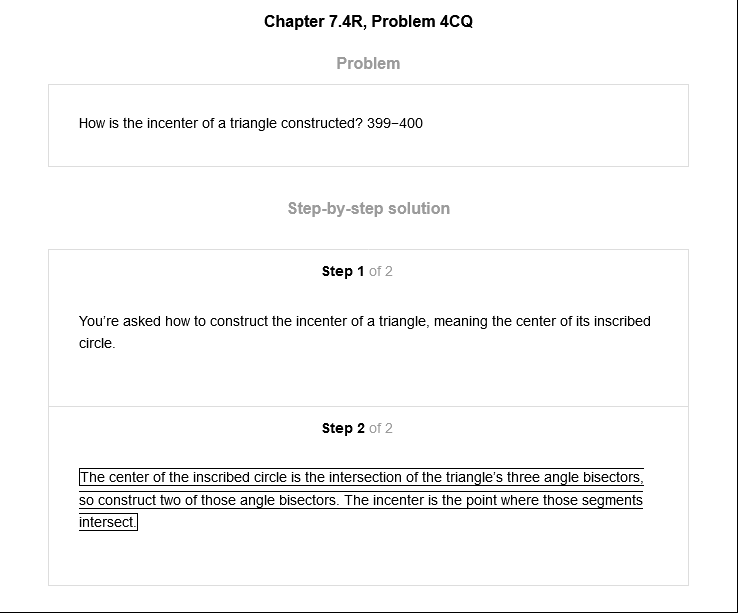 Chapter 7.4R, Problem 4CQ
Problem
How is the incenter of a triangle constructed? 399−400
Step-by-step solution
Step 1 of 2
You’re asked how to construct the incenter of a triangle, meaning the center of its inscribed
circle.
Step 2 of 2
The center of the inscribed circle is the intersection of the triangle’s three angle bisectors,
so construct two of those angle bisectors. The incenter is the point where those segments
intersect.